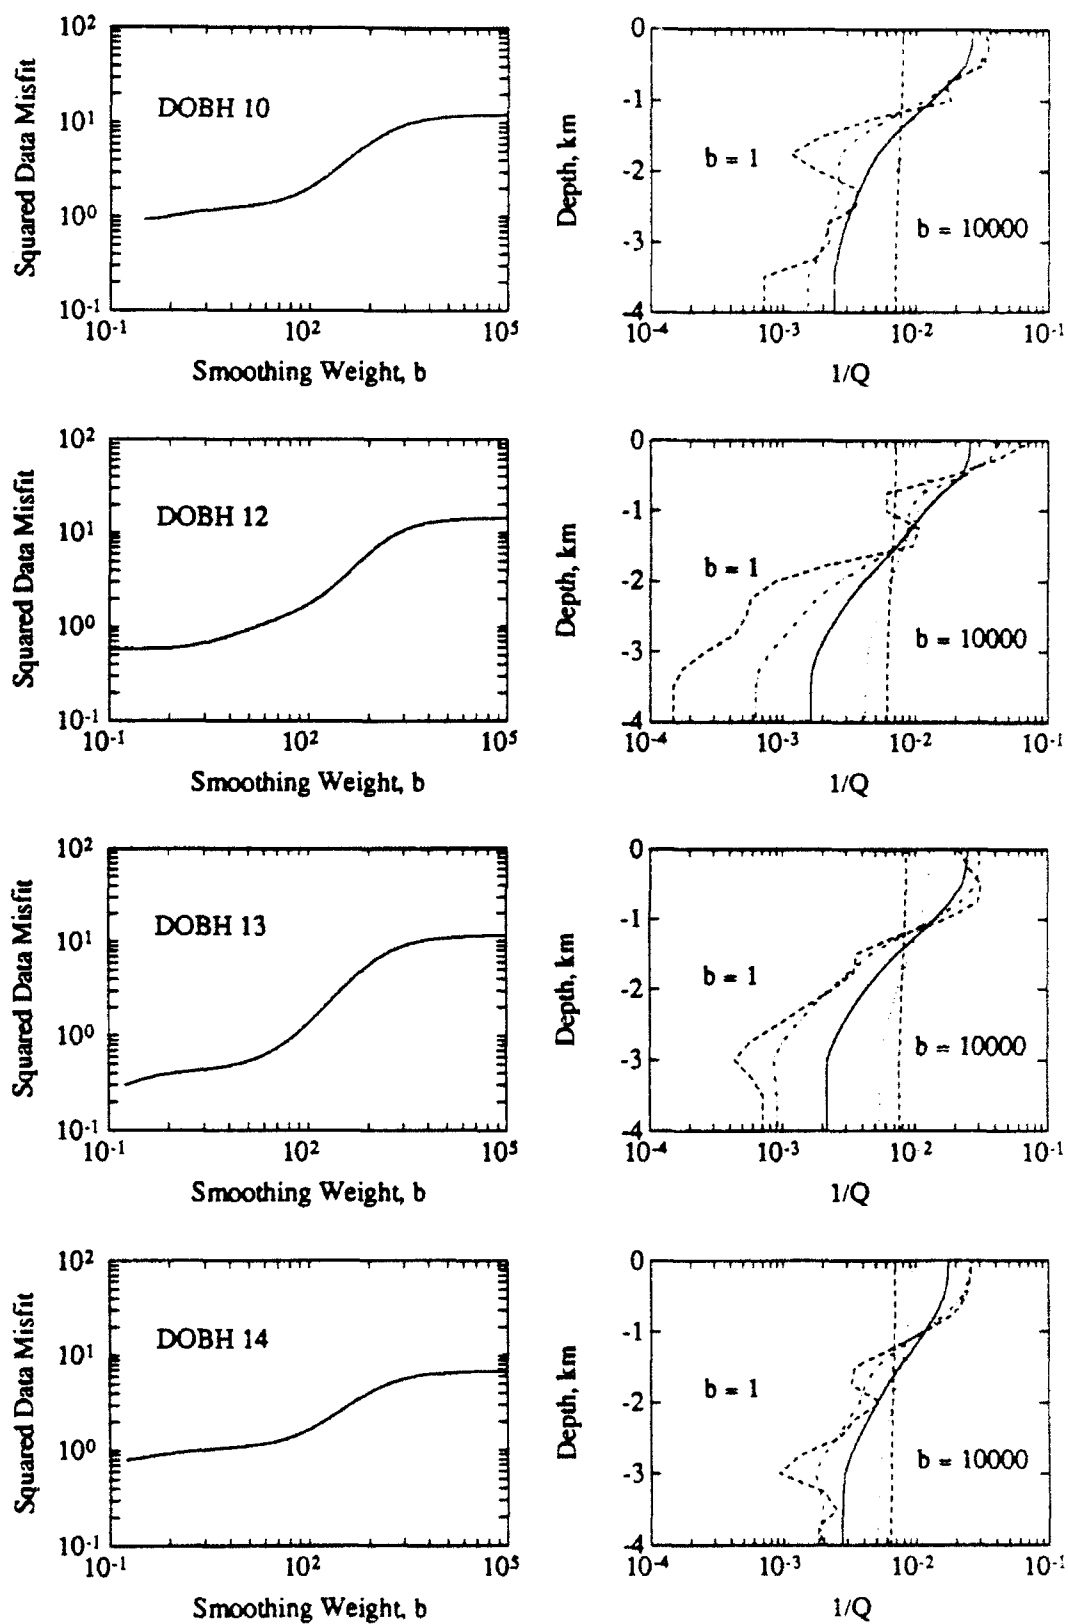 10²
10¹
10⁰
10⁻¹
Squared Data Misfit
DOBH 10
10⁻¹ 10² 10⁵
Smoothing Weight, b
0
-1
-2
-3
-4
Depth, km
b = 1
b = 10000
10⁻⁴ 10⁻³ 10⁻² 10⁻¹
1/Q
10²
10¹
10⁰
10⁻¹
Squared Data Misfit
DOBH 12
10⁻¹ 10² 10⁵
Smoothing Weight, b
0
-1
-2
-3
-4
Depth, km
b = 1
b = 10000
10⁻⁴ 10⁻³ 10⁻² 10⁻¹
1/Q
10²
10¹
10⁰
10⁻¹
Squared Data Misfit
DOBH 13
10⁻¹ 10² 10⁵
Smoothing Weight, b
0
-1
-2
-3
-4
Depth, km
b = 1
b = 10000
10⁻⁴ 10⁻³ 10⁻² 10⁻¹
1/Q
10²
10¹
10⁰
10⁻¹
Squared Data Misfit
DOBH 14
10⁻¹ 10² 10⁵
Smoothing Weight, b
0
-1
-2
-3
-4
Depth, km
b = 1
b = 10000
10⁻⁴ 10⁻³ 10⁻² 10⁻¹
1/Q